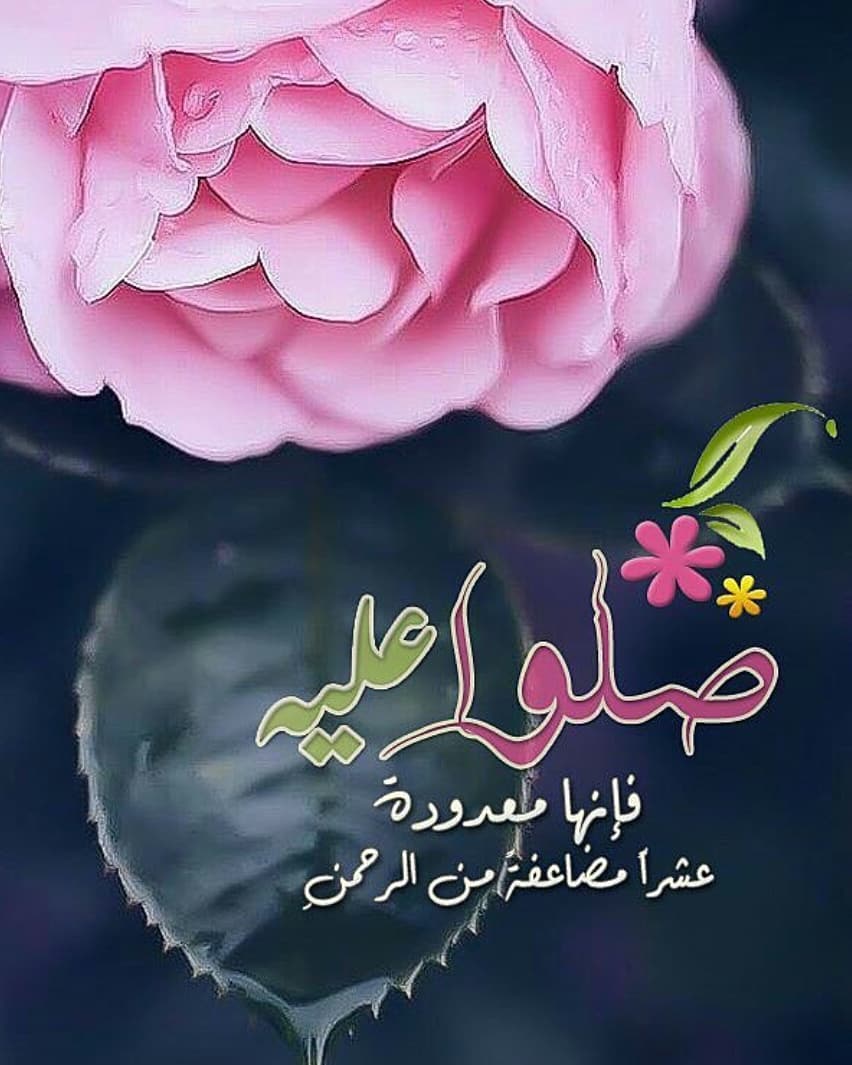 صلوا عليه
فإنها معدودة
عشراً مضاعفةً من الرحمنِ